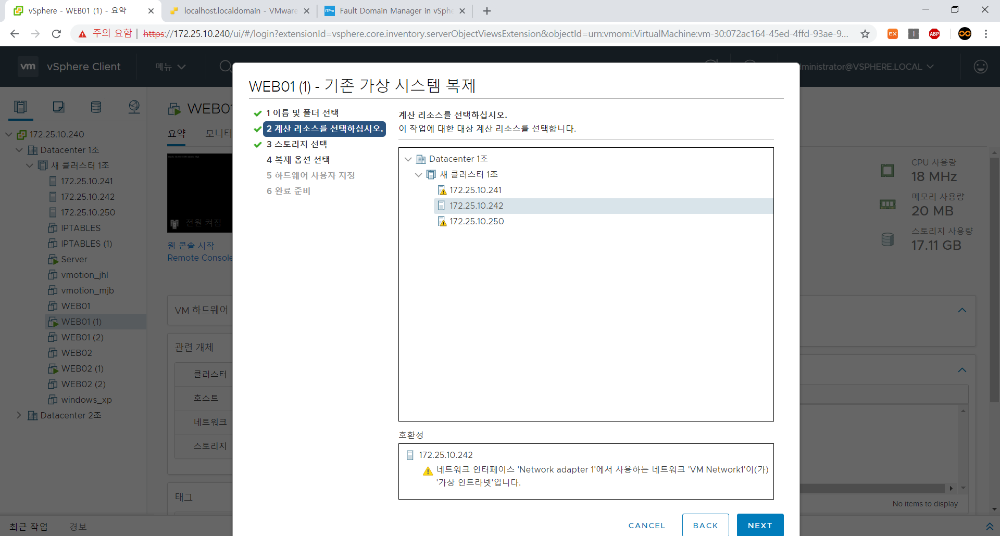 vSphere - WEB01 (1) - 요약
localhost.localdomain - VMware
ITPro
Fault Domain Manager in vSphe
주의 요함
https://172.25.10.240/ui/#/login?extensionId=vsphere.core.inventory.serverObjectViewsExtension&objectId=urn:vmomi:VirtualMachine:vm-30:072ac164-45ed-4ffd-93ae-9...
EX
ABP
vm
vSphere Client
메뉴
dministrator@VSPHERE.LOCAL
172.25.10.240
Datacenter 1조
새 클러스터 1조
172.25.10.241
172.25.10.242
172.25.10.250
IPTABLES
IPTABLES (1)
Server
vmotion_jhl
vmotion_mjb
WEB01
WEB01 (1)
WEB01 (2)
WEB02
WEB02 (1)
WEB02 (2)
windows_xp
Datacenter 2조
WEB01
요약
모니터
전원 켜짐
웹 콘솔 시작
Remote Console
VM 하드웨어
관련 개체
클러스터
호스트
네트워크
스토리지
태그
WEB01 (1) - 기존 가상 시스템 복제
1 이름 및 폴더 선택
2 계산 리소스를 선택하십시오.
3 스토리지 선택
4 복제 옵션 선택
5 하드웨어 사용자 지정
6 완료 준비
계산 리소스를 선택하십시오.
이 작업에 대한 대상 계산 리소스를 선택합니다.
Datacenter 1조
새 클러스터 1조
172.25.10.241
172.25.10.242
172.25.10.250
호환성
172.25.10.242
네트워크 인터페이스 'Network adapter 1'에서 사용하는 네트워크 'VM Network1'이(가)
'가상 인트라넷'입니다.
CANCEL
BACK
NEXT
CPU 사용량
18 MHz
메모리 사용량
20 MB
스토리지 사용량
17.11 GB
No items to display
최근 작업
경보